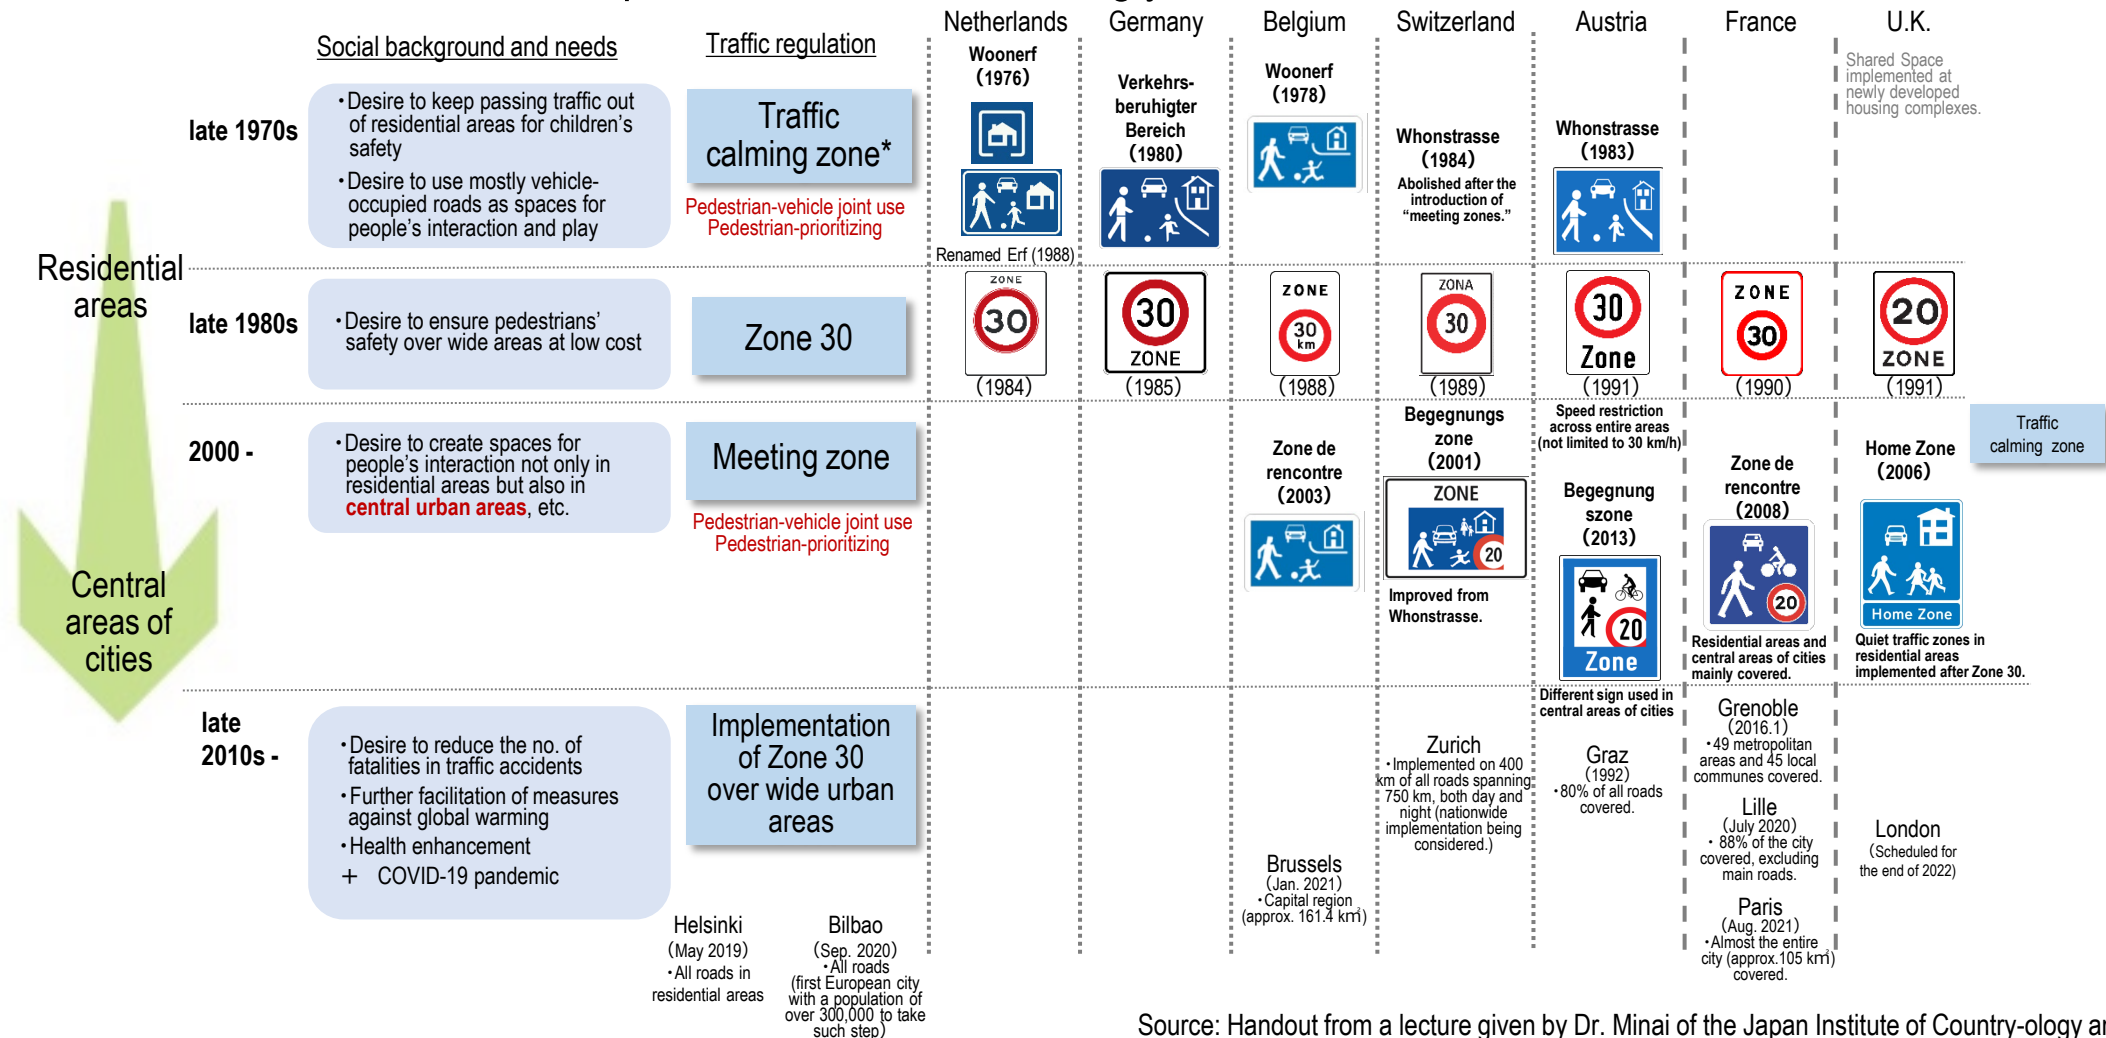 Social background and needs
Traffic regulation
Netherlands
Germany
Belgium
Switzerland
Austria
France
U.K.
late 1970s
・Desire to keep passing traffic out
of residential areas for children's
safety
・Desire to use mostly vehicle-
occupied roads as spaces for
people's interaction and play
Traffic
calming zone*
Pedestrian-vehicle joint use
Pedestrian-prioritizing
Woonerf
(1976)
Renamed Erf (1988)
Verkehrs-
beruhigter
Bereich
(1980)
Woonerf
(1978)
Whonstrasse
(1984)
Abolished after the
introduction of
“meeting zones.”
Whonstrasse
(1983)
Shared Space
implemented at
newly developed
housing complexes.
Residential
areas
Central
areas of
cities
late 1980s
・Desire to ensure pedestrians’
safety over wide areas at low cost
Zone 30
ZONE
30
(1984)
30
ZONE
(1985)
ZONE
30
km
(1988)
ZONA
30
(1989)
30
Zone
(1991)
ZONE
30
(1990)
20
ZONE
(1991)
2000 -
・Desire to create spaces for
people's interaction not only in
residential areas but also in
central urban areas, etc.
Meeting zone
Pedestrian-vehicle joint use
Pedestrian-prioritizing
Zone de
rencontre
(2003)
Begegnungs
zone
(2001)
ZONE
20
Improved from
Whonstrasse.
Speed restriction
across entire areas
(not limited to 30 km/h)
Begegnung
szone
(2013)
20
Zone
Different sign used in
central areas of cities
Zone de
rencontre
(2008)
20
Residential areas and
central areas of cities
mainly covered.
Home Zone
(2006)
Home Zone
Quiet traffic zones in
residential areas
implemented after Zone 30.
Traffic
calming zone
late
2010s -
・Desire to reduce the no. of
fatalities in traffic accidents
・Further facilitation of measures
against global warming
・Health enhancement
+ COVID-19 pandemic
Implementation
of Zone 30
over wide urban
areas
Helsinki
(May 2019)
・All roads in
residential areas
Bilbao
(Sep. 2020)
・All roads
(first European city
with a population of
over 300,000 to take
such step)
Brussels
(Jan. 2021)
・Capital region
(approx. 161.4 km²)
Zurich
・Implemented on 400
km of all roads spanning
750 km, both day and
night (nationwide
implementation being
considered.)
Graz
(1992)
・80% of all roads
covered.
Grenoble
(2016.1)
・49 metropolitan
areas and 45 local
communes covered.
Lille
(July 2020)
・ 88% of the city
covered, excluding
main roads.
Paris
(Aug. 2021)
・Almost the entire
city (approx.105 km²)
covered.
London
(Scheduled for
the end of 2022)
Source: Handout from a lecture given by Dr. Minai of the Japan Institute of Country-ology